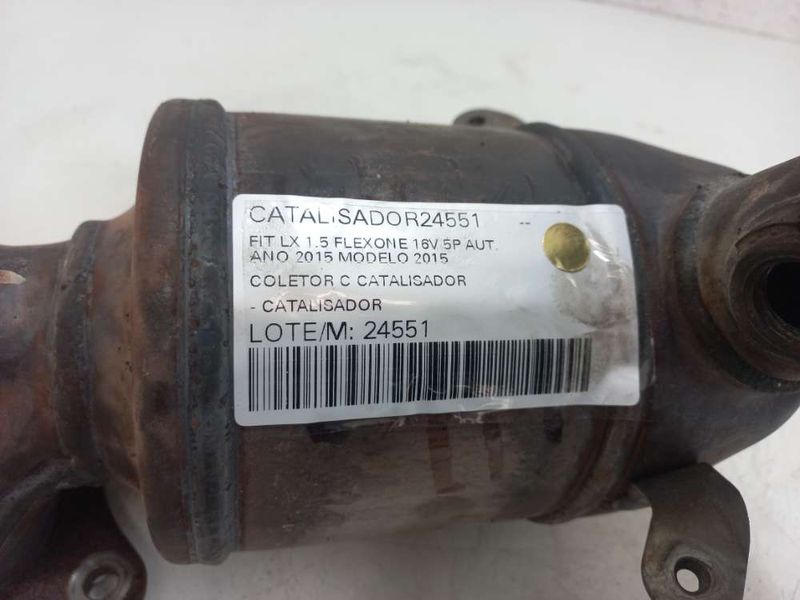 CATALISADOR24551 --
FIT LX 1.5 FLEXONE 16V 5P AUT.
ANO 2015 MODELO 2015
COLETOR C CATALISADOR
- CATALISADOR
LOTE/M: 24551